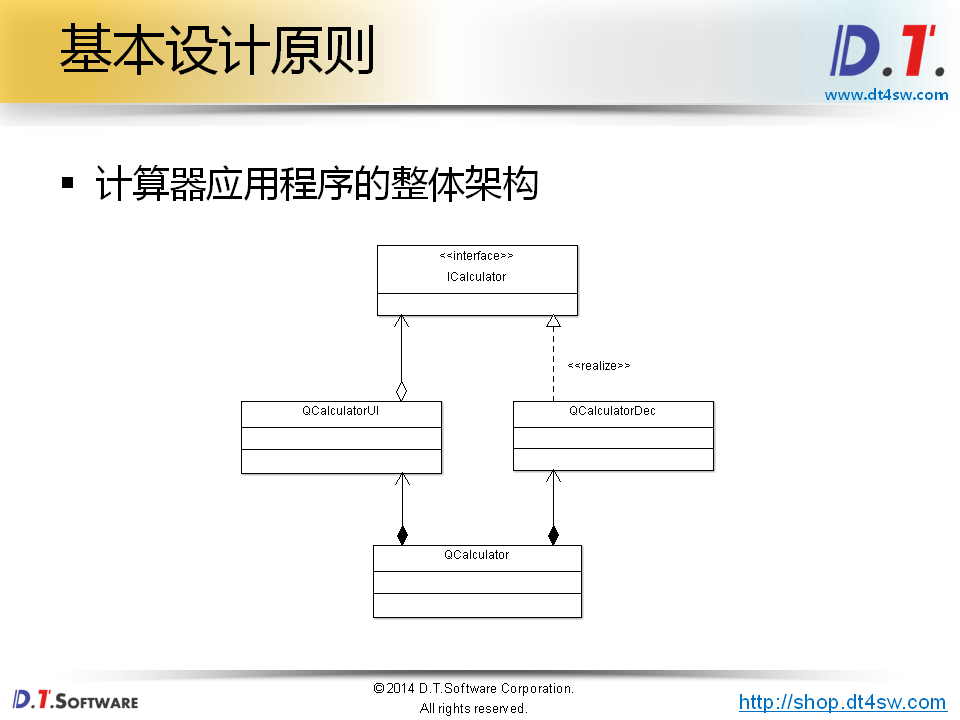 基本设计原则
D.T.
www.dt4sw.com
▪ 计算器应用程序的整体架构
<<interface>>
ICalculator
<<realize>>
QCalculatorUI
QCalculatorDec
QCalculator
D.T.SOFTWARE
©2014 D.T.Software Corporation.
All rights reserved.
http://shop.dt4sw.com